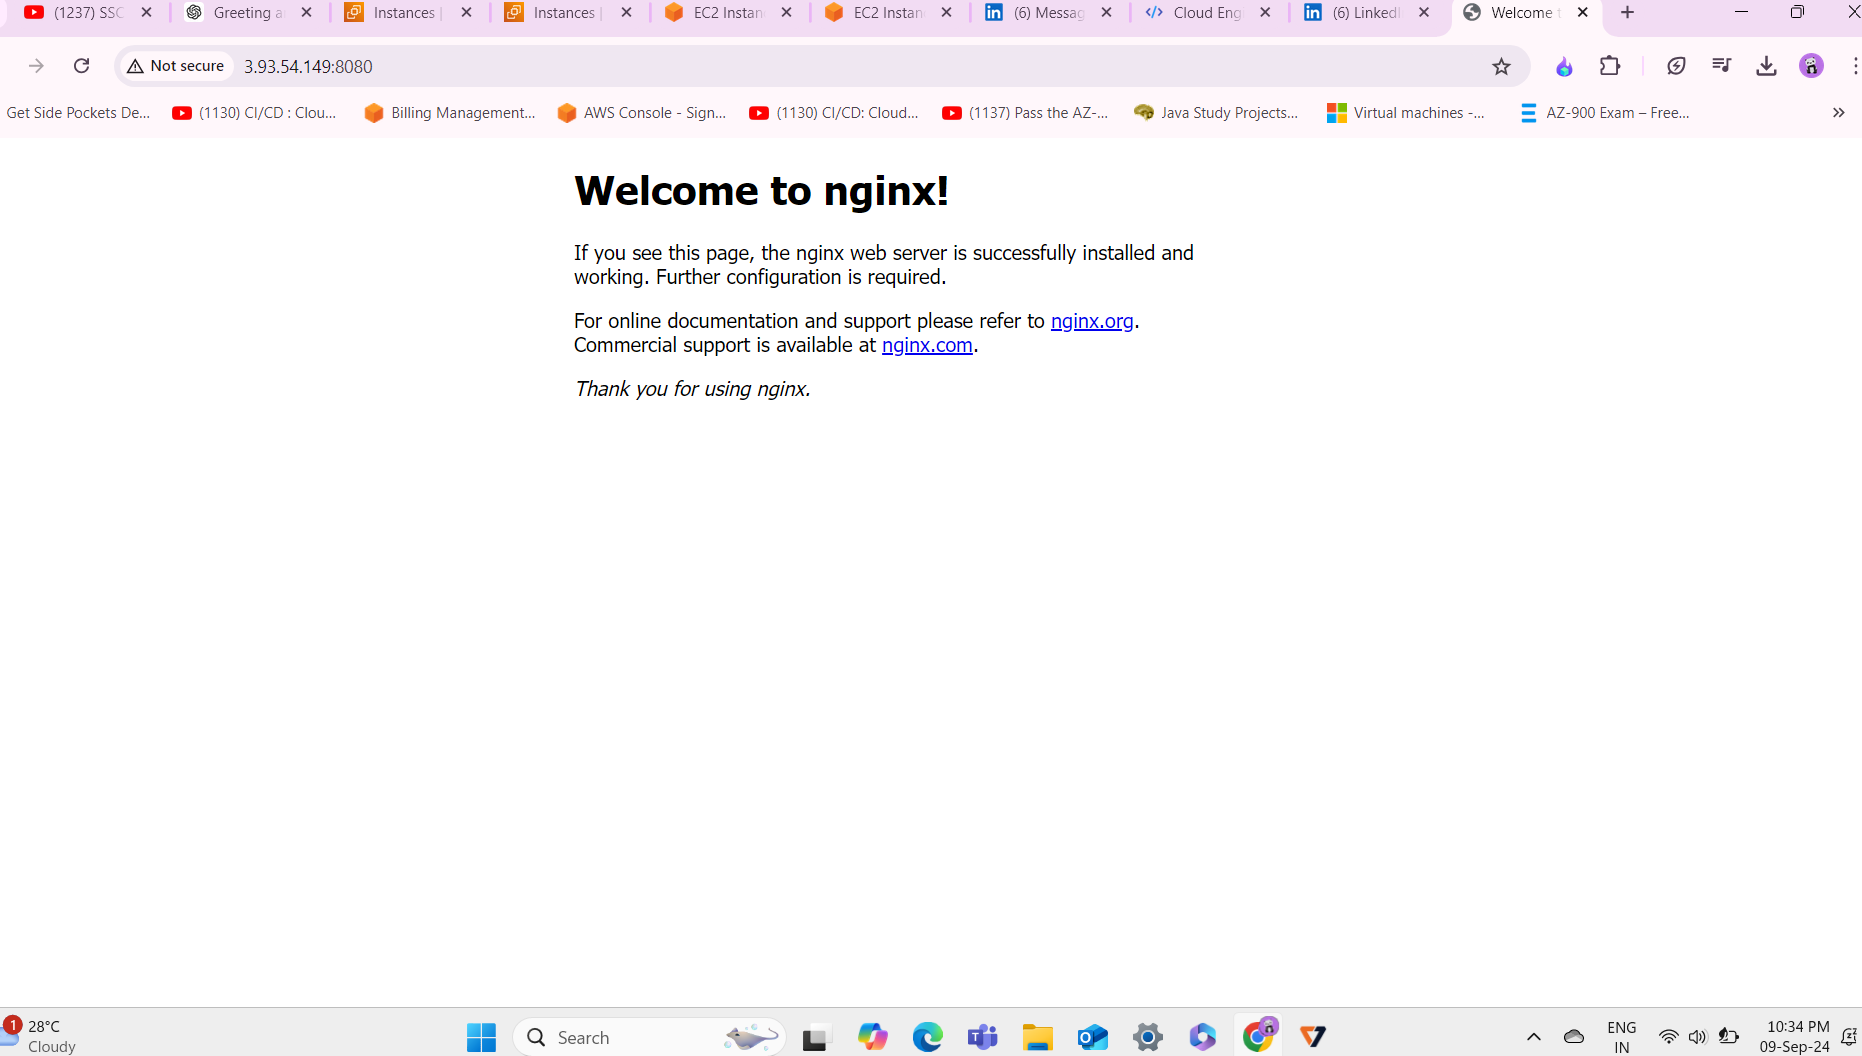 (1237) SSC
Greeting a
Instances |
Instances |
EC2 Instan
EC2 Instan
(6) Messag
Cloud Eng
(6) LinkedI
Welcome t
Not secure
3.93.54.149:8080
Get Side Pockets De...
(1130) CI/CD : Clou...
Billing Management...
AWS Console - Sign...
(1130) CI/CD: Cloud...
(1137) Pass the AZ-...
Java Study Projects...
Virtual machines -...
AZ-900 Exam – Free...
Welcome to nginx!
If you see this page, the nginx web server is successfully installed and
working. Further configuration is required.
For online documentation and support please refer to nginx.org.
Commercial support is available at nginx.com.
Thank you for using nginx.
1
28°C
Cloudy
Search
ENG
IN
10:34 PM
09-Sep-24